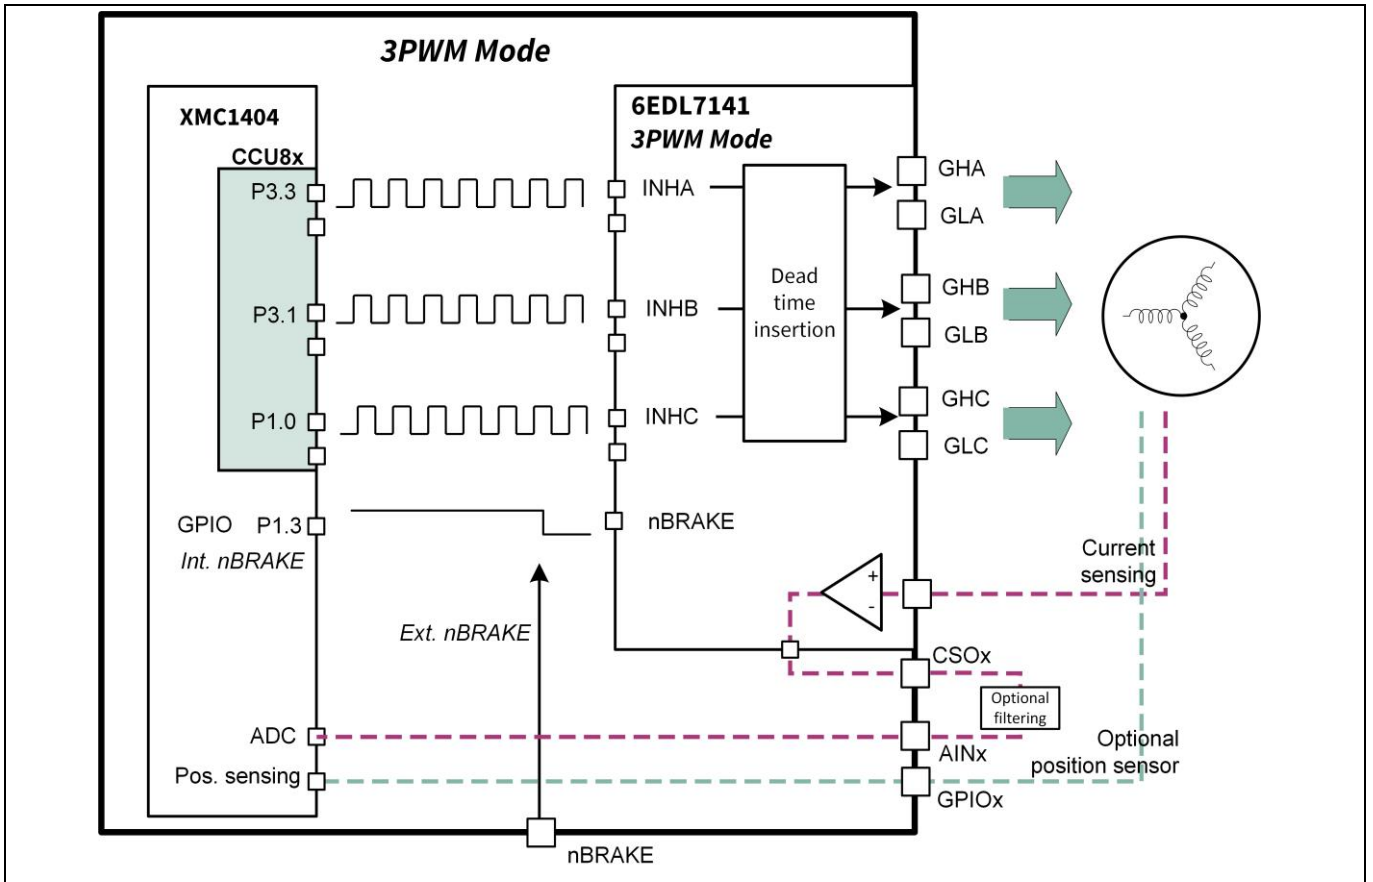 3PWM Mode
XMC1404
CCU8x
P3.3
P3.1
P1.0
GPIO P1.3
Int. nBRAKE
ADC
Pos. sensing
Ext. nBRAKE
nBRAKE
6EDL7141
3PWM Mode
INHA
INHB
INHC
nBRAKE
Dead
time
insertion
+
-
GHA
GLA
GHB
GLB
GHC
GLC
Current
sensing
CSOx
Optional
filtering
AINx
Optional
position sensor
GPIOx